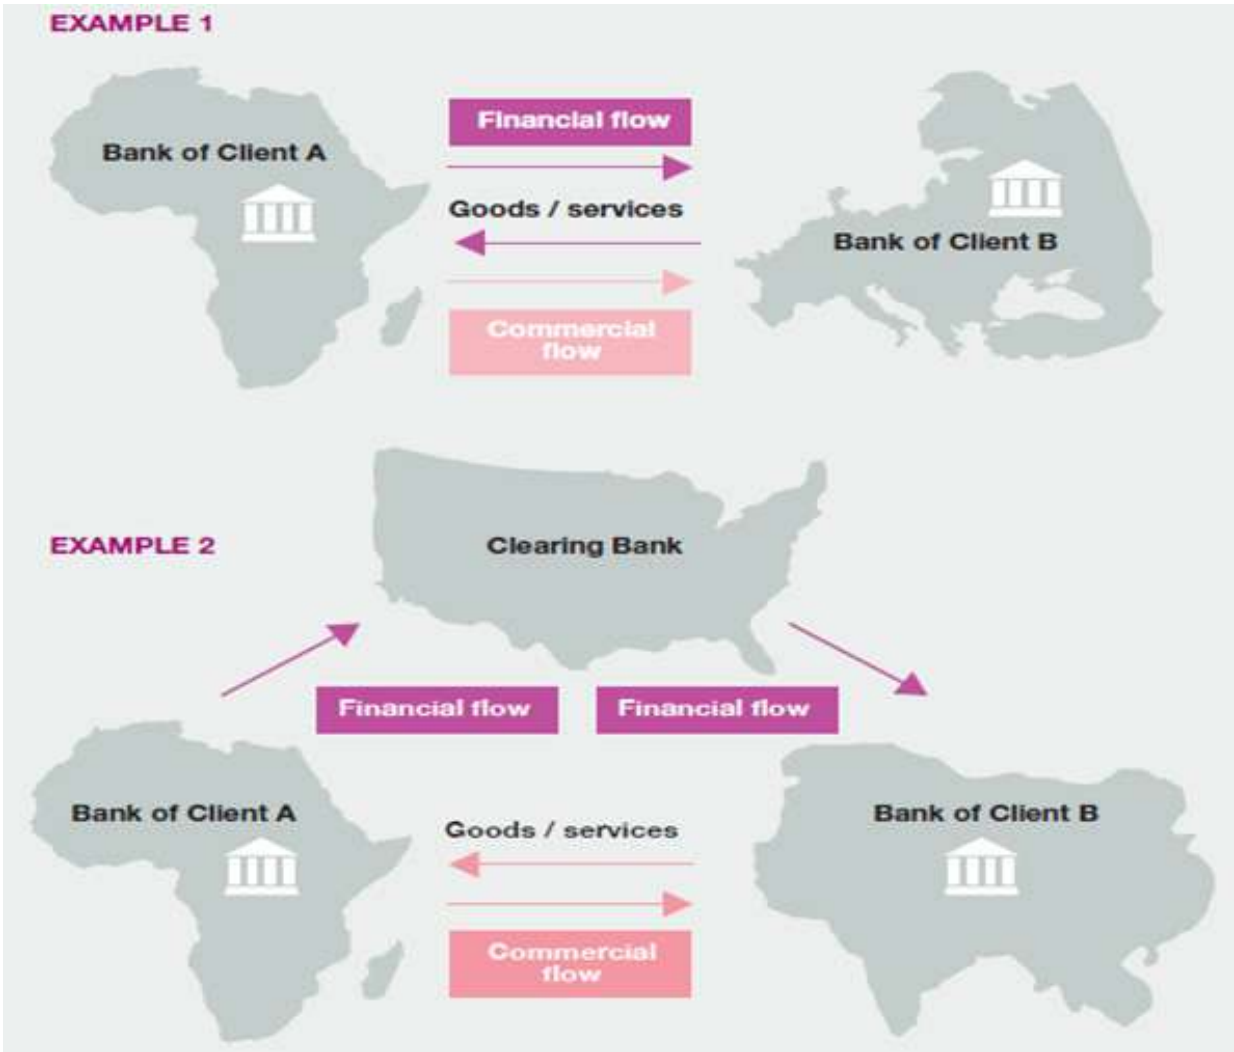 EXAMPLE 1
Financial flow
Bank of Client A
Goods / services
Bank of Client B
Commercial
flow
EXAMPLE 2
Clearing Bank
Financial flow
Financial flow
Bank of Client A
Bank of Client B
Goods / services
Commercial
flow